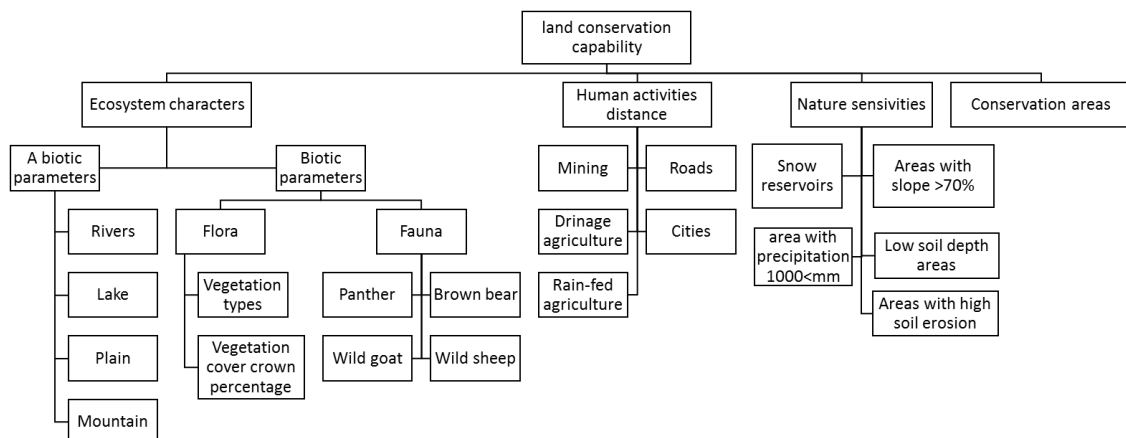 land conservation
capability
Ecosystem characters
Human activities
distance
Nature sensivities
Conservation areas
A biotic
parameters
Biotic
parameters
Rivers
Lake
Plain
Mountain
Flora
Fauna
Vegetation
types
Vegetation
cover crown
percentage
Panther
Brown bear
Wild goat
Wild sheep
Mining
Roads
Drinage
agriculture
Cities
Rain-fed
agriculture
Snow
reservoirs
Areas with
slope >70%
area with
precipitation
1000<mm
Low soil depth
areas
Areas with high
soil erosion